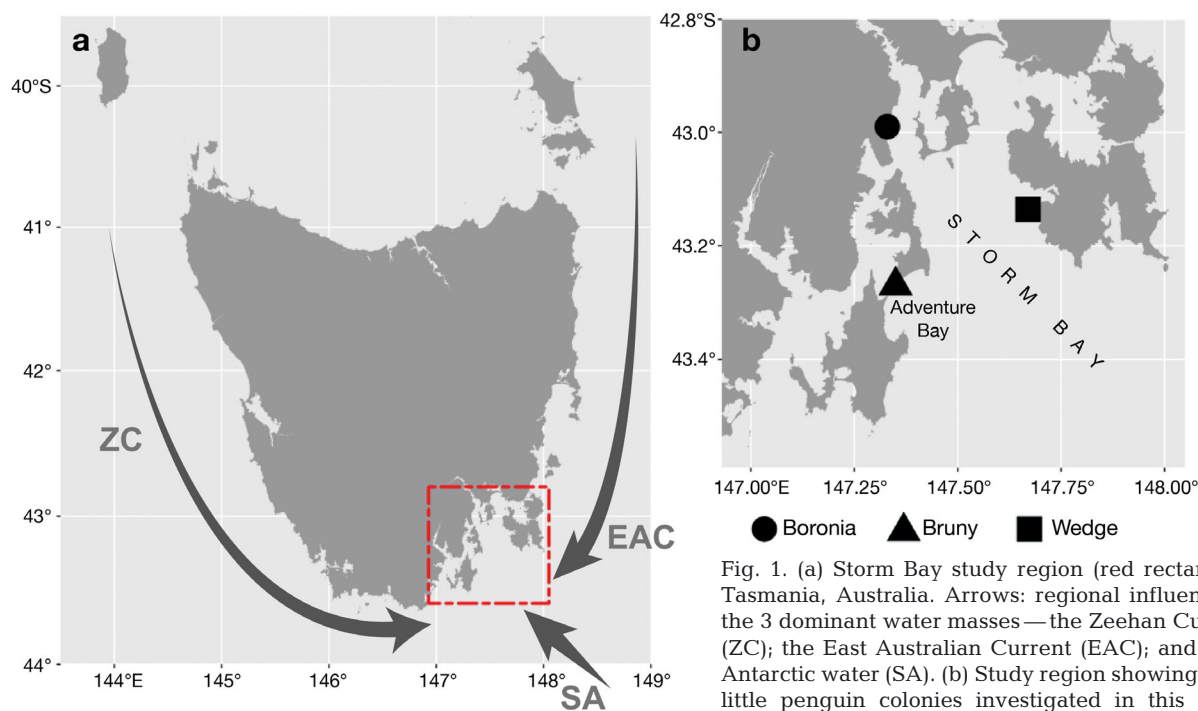 a
40°S
41°
42°
43°
44°
144°E
145°
146°
147°
148°
149°
ZC
EAC
SA
b
42.8°S
43.0°
43.2°
43.4°
147.00°E
147.25°
147.50°
147.75°
148.00°
STORM BAY
Adventure
Bay
Boronia Bruny Wedge
Fig. 1. (a) Storm Bay study region (red
Tasmania, Australia. Arrows: regional
the 3 dominant water masses — the Zeehan
(ZC); the East Australian Current (EAC); and
Antarctic water (SA). (b) Study region showing
little penguin colonies investigated in this